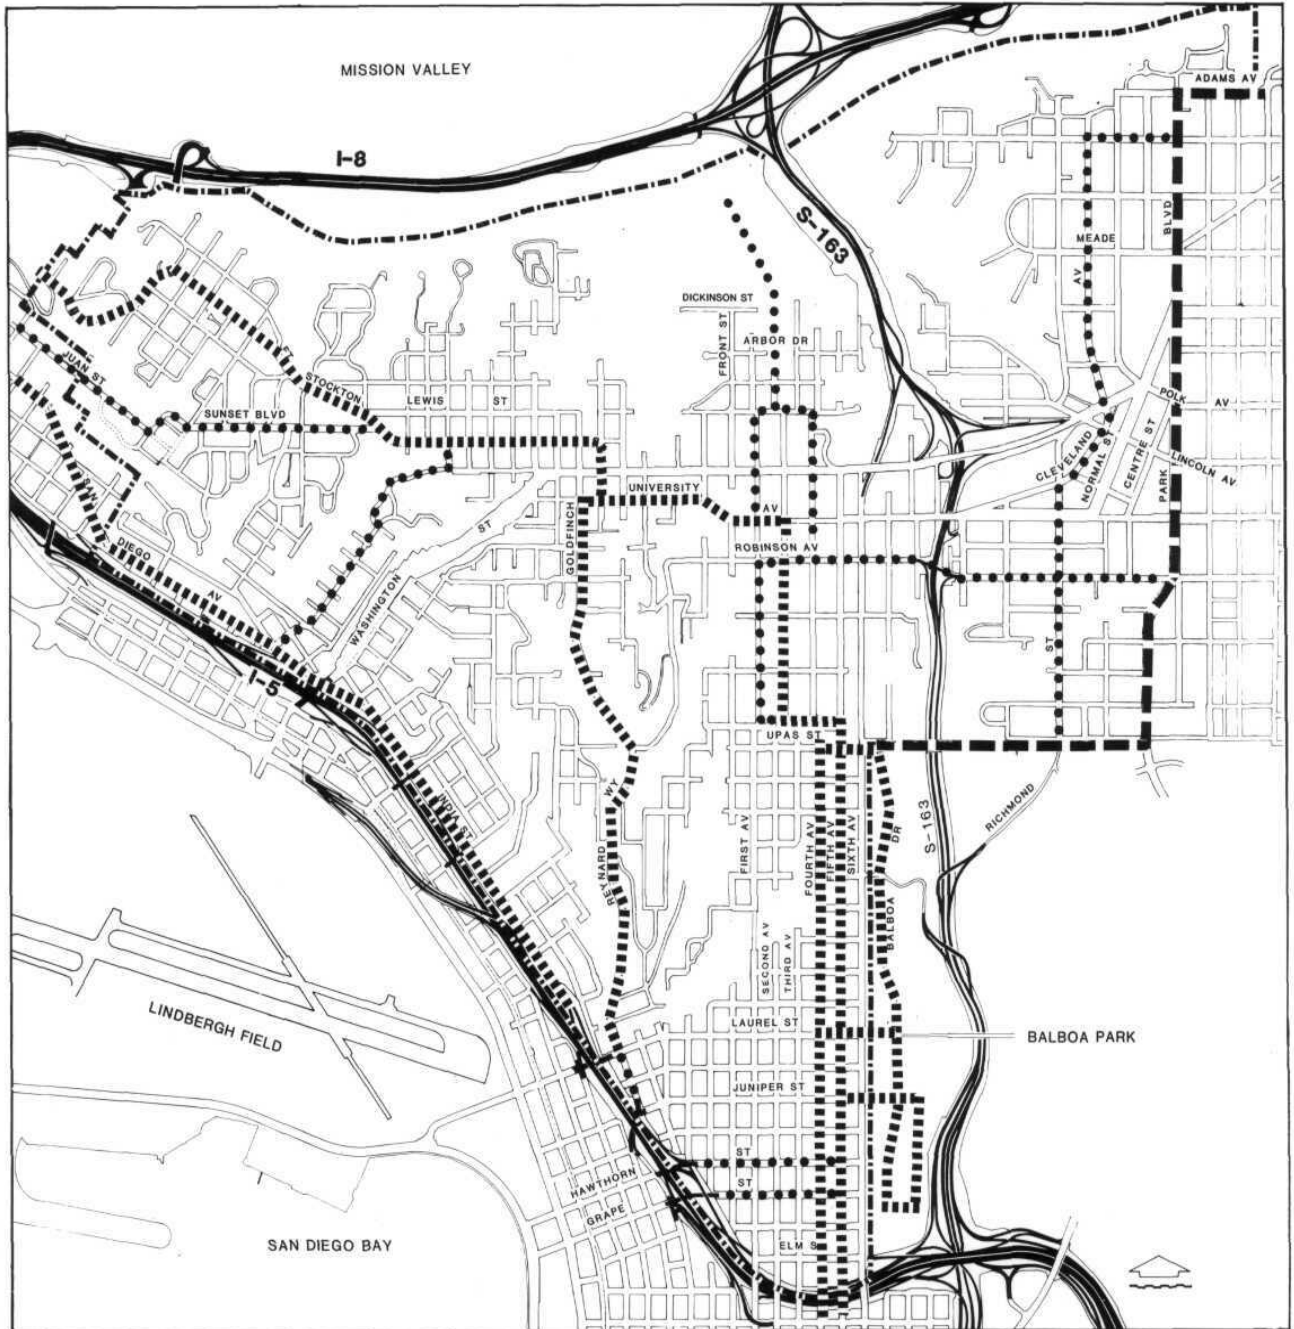 MISSION VALLEY
ADAMS AV
I-8
BLVD
S-163
MEADE
AV
DICKINSON ST
FRONT ST
ARBOR DR
JUAN ST
STOCKTON
LEWIS ST
POLK AV
SUNSET BLVD
CLEVELAND
NORMAL ST
CENTRE ST
LINCOLN AV
PARK
SAN
DIEGO
AV
UNIVERSITY
AV
GOLDFINCH
ST
ROBINSON AV
WASHINGTON
ST
I-5
UPAS ST
INDIA ST
REYNARD WY
FIRST AV
FOURTH AV
FIFTH AV
SIXTH AV
BALBOA DR
S-163
RICHMOND
SECOND AV
THIRD AV
LINDBERGH FIELD
LAUREL ST
BALBOA PARK
JUNIPER ST
HAWTHORN
ST
GRAPE
ST
SAN DIEGO BAY
ELM S